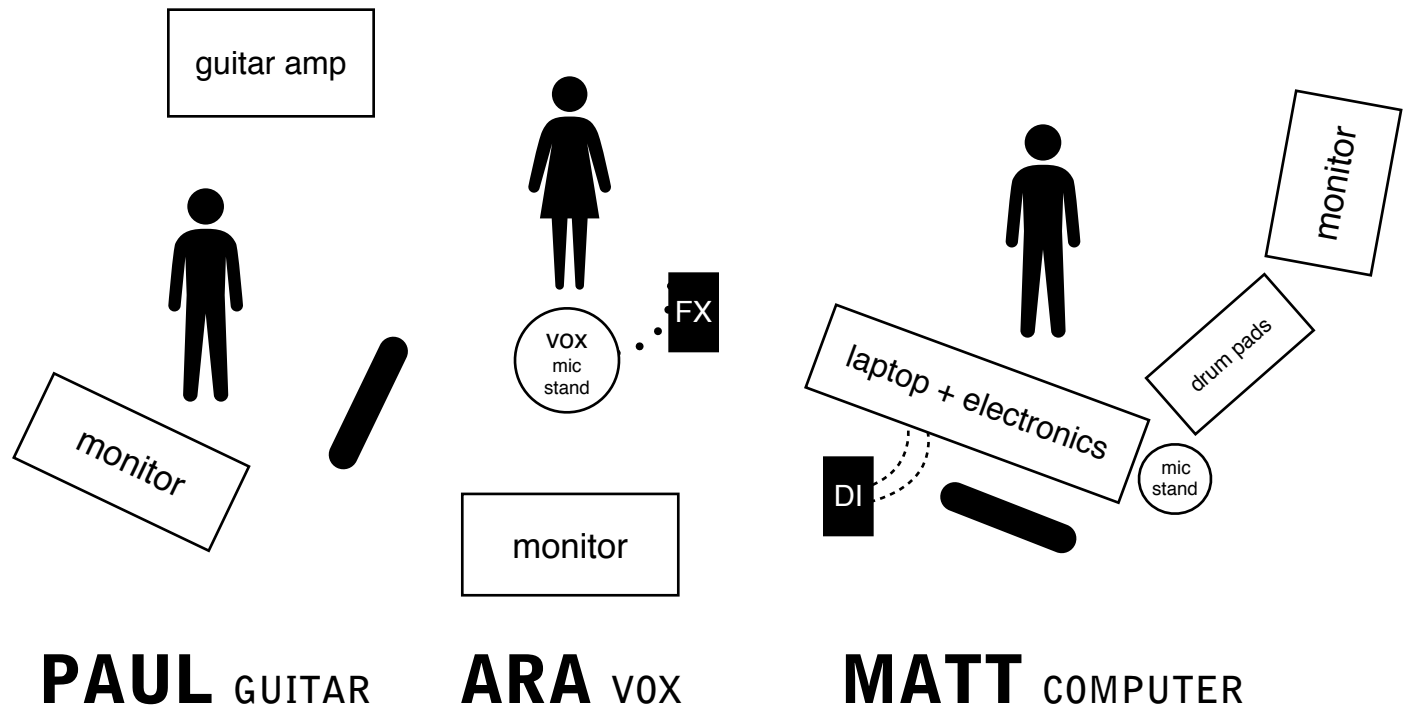 guitar amp
monitor
FX
vox
mic
stand
monitor
monitor
drum pads
laptop + electronics
mic
stand
DI
monitor
PAUL GUITAR
ARA VOX
MATT COMPUTER